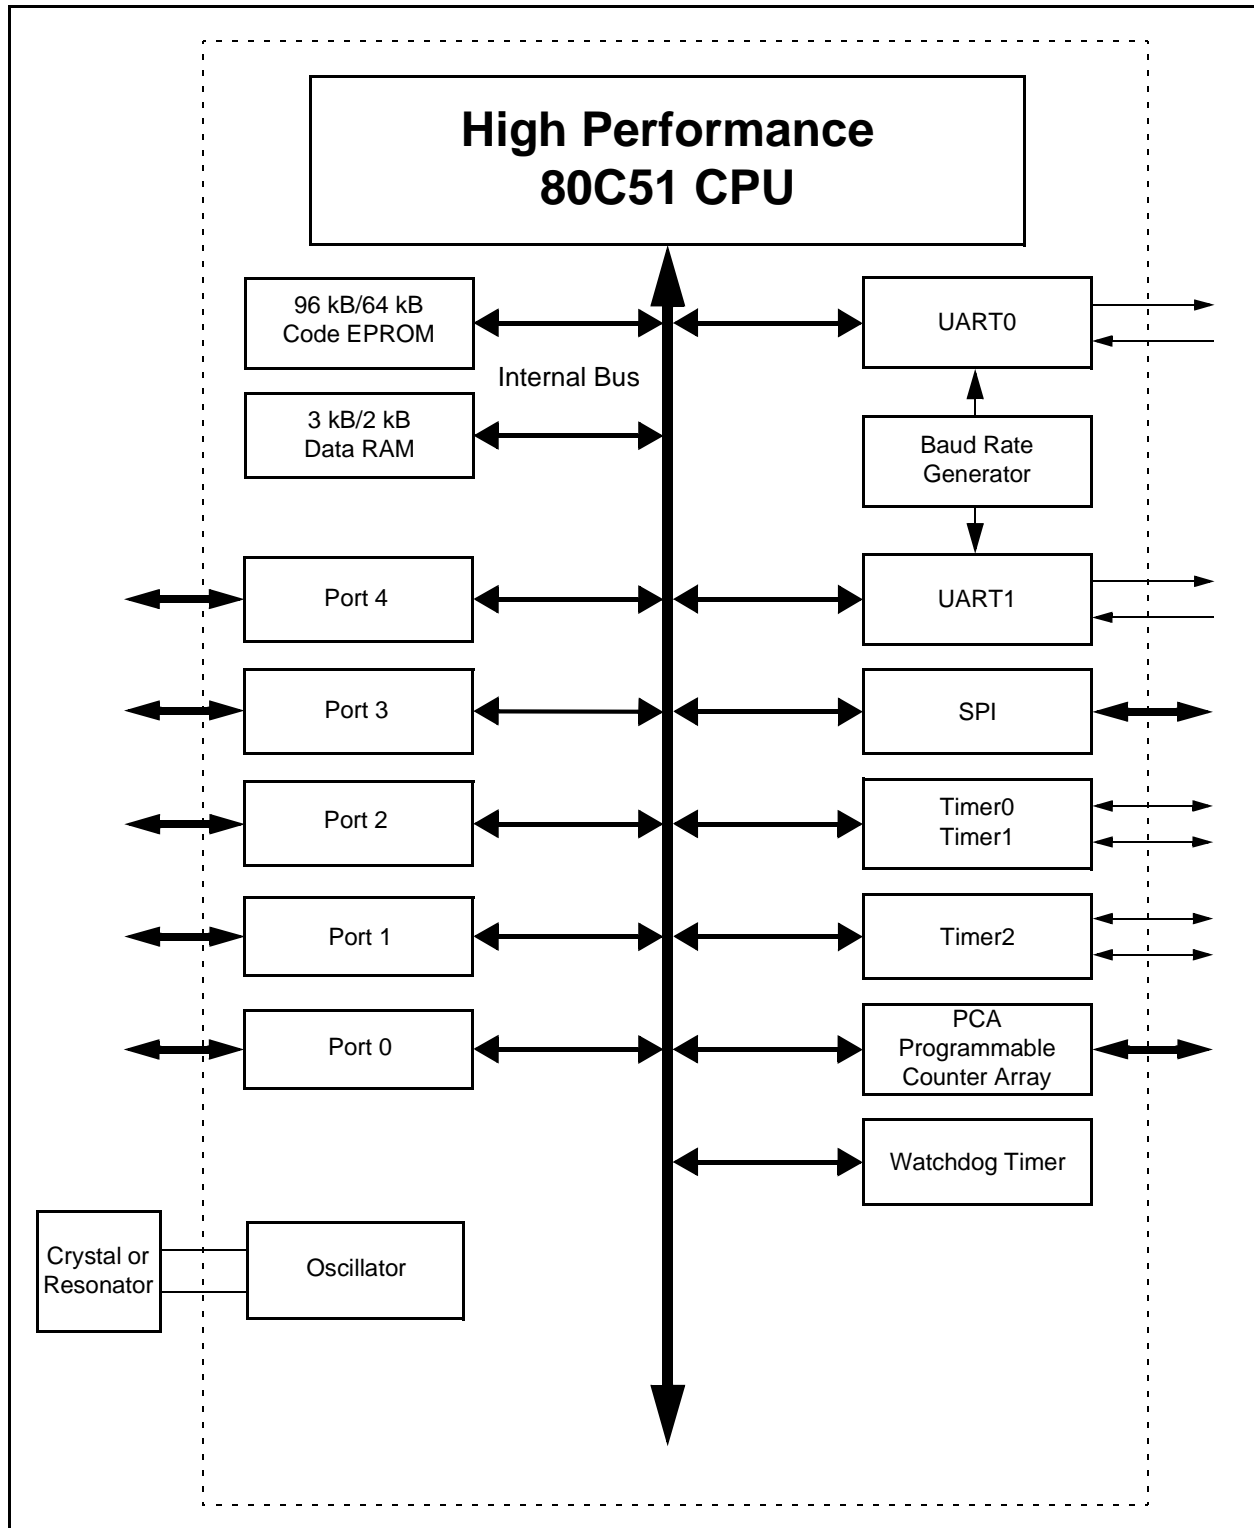 High Performance
80C51 CPU
96 kB/64 kB
Code EPROM
UART0
Internal Bus
3 kB/2 kB
Data RAM
Baud Rate
Generator
Port 4
UART1
Port 3
SPI
Port 2
Timer0
Timer1
Port 1
Timer2
Port 0
PCA
Programmable
Counter Array
Watchdog Timer
Crystal or
Resonator
Oscillator